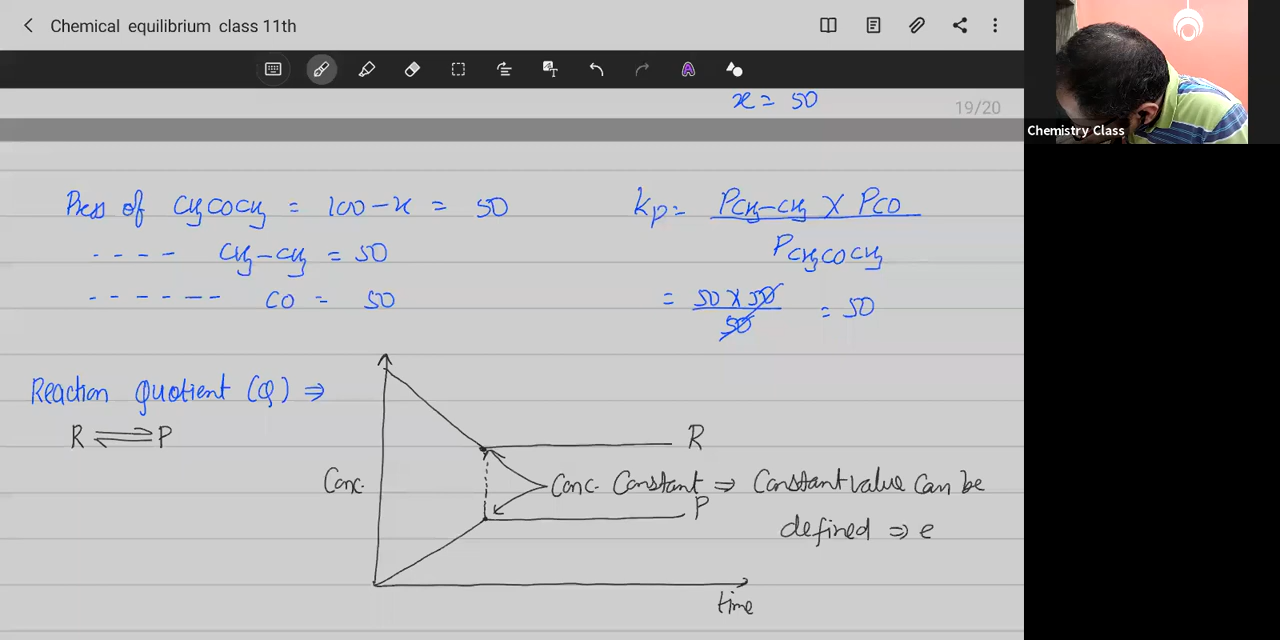 Chemical equilibrium class 11th
x = 50
19/20
Chemistry Class
Press of CH3COCH3 = 100 - x = 50
---- CH3-CH3 = 50
------ CO = 50
Kp = PCH3-CH3 X PCO
PCH3COCH3
= 50 X 50 = 50
50
Reaction Quotient (Q) ⇒
R ⇌ P
Conc.
R
Conc. Constant ⇒ Constant value can be
P
defined ⇒ e
time